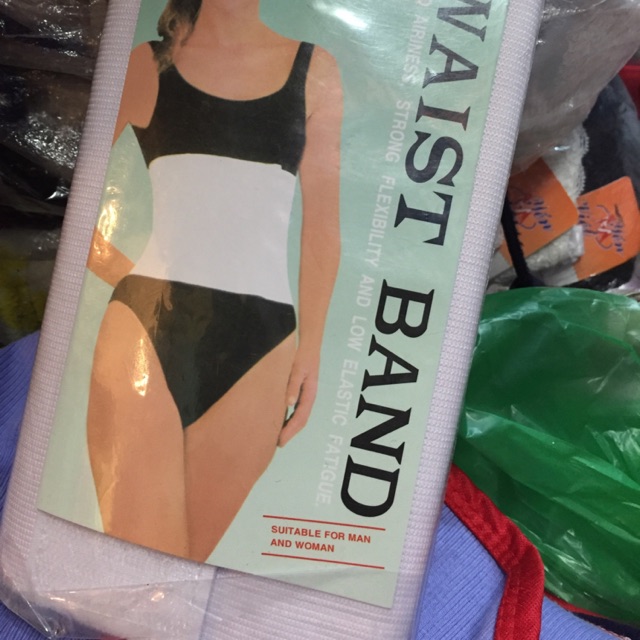 WAIST BAND
AIRINESS STRONG FLEXIBILITY AND LOW ELASTIC FATIGUE
SUITABLE FOR MAN
AND WOMAN